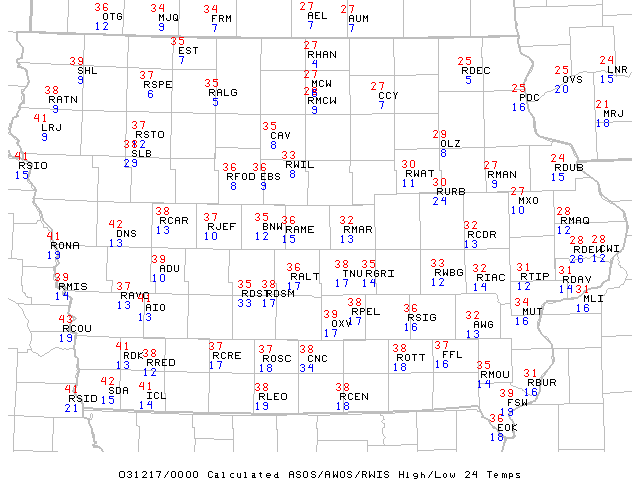 36 34 34 27 27
OTG MJQ FRM AEL AUM
12 9 9 7 7
35 27
EST RHAN
7 4
39 25 24
SHL RDEC LNR
9 5 15
37 35 27 27 25 25
RSPE RALG MCW CCY PDC OVS
6 5 7 16 20
38 21
RATN RMCW MRJ
9 9 18
41 35 29
LRJ CAV OLZ
9 8 8
37
RSTO
12
SLB
29
41 36 36 33 30 27 24
RSIO RFOD EBS RWIL RWAT RMAN RDUB
15 8 9 8 11 9 15
30 27
RURB MXO
24 10
42 38 37 35 36 32 32 28
DNS RCAR RJEF BNW RAME RMAR RCDR RMAQ
13 13 10 12 15 13 13 12
41 28 28
RONA CWI
19 26 12
39 39 36 38 35 33 32 31 31
RMIS ADU RALT TNU RGRI RWBG RIAC RTIP RDAV
14 10 17 17 14 12 14 12 14
37 35 38 31
RDSM MLI
13 33 17 11
AIO
13
43 39 38 36 32 34
RCOU OXV RPEL RSIG AWG MUT
19 17 17 16 13 16
41 38 37 37 38 38 37
RDK RRED RCRE ROSC CNC ROTT FFL
13 12 17 18 34 18 16
35 31
RMOU RBUR
14 16
41 42 41 38 38 39
RSID SDA ICL RLEO RCEN FSW
21 15 14 19 18 13
36
EOK
18
031217/0000 Calculated ASOS/AWOS/RWIS High/Low 24 Temps